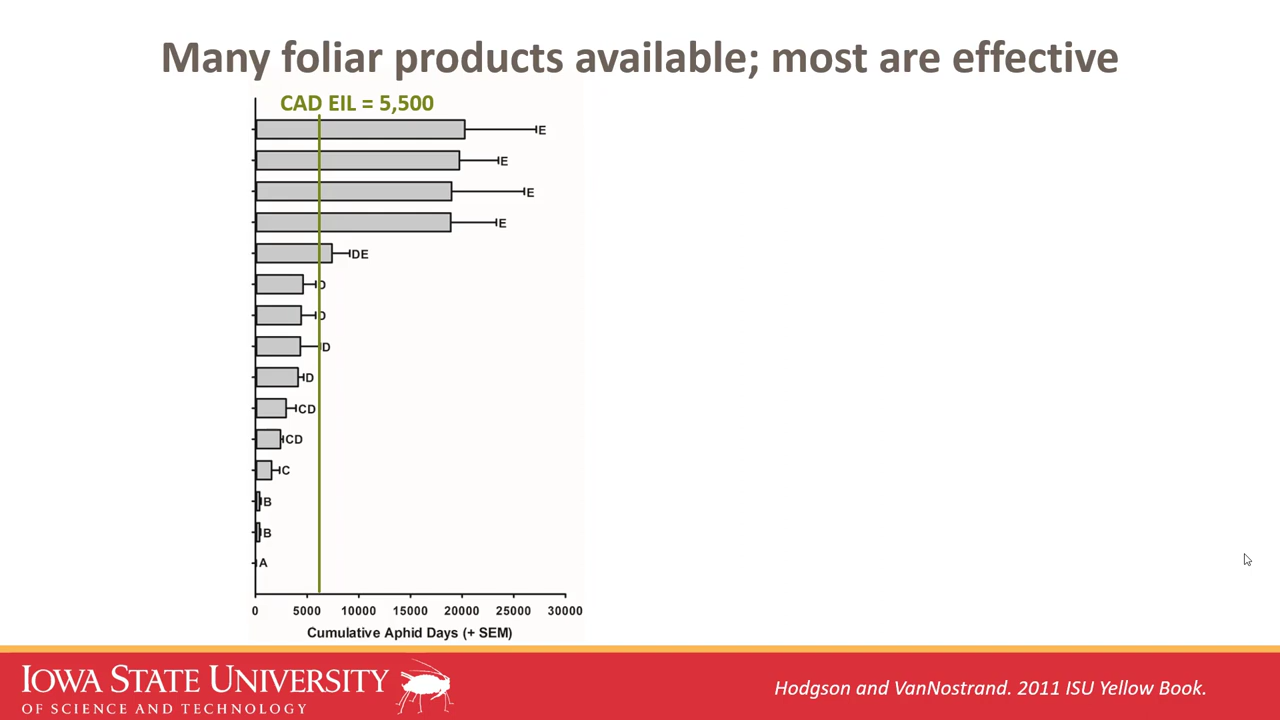 Many foliar products available; most are effective
CAD EIL = 5,500
E
E
E
E
DE
D
D
D
D
CD
CD
C
B
B
A
0 5000 10000 15000 20000 25000 30000
Cumulative Aphid Days (+ SEM)
IOWA STATE UNIVERSITY
OF SCIENCE AND TECHNOLOGY
Hodgson and VanNostrand. 2011 ISU Yellow Book.